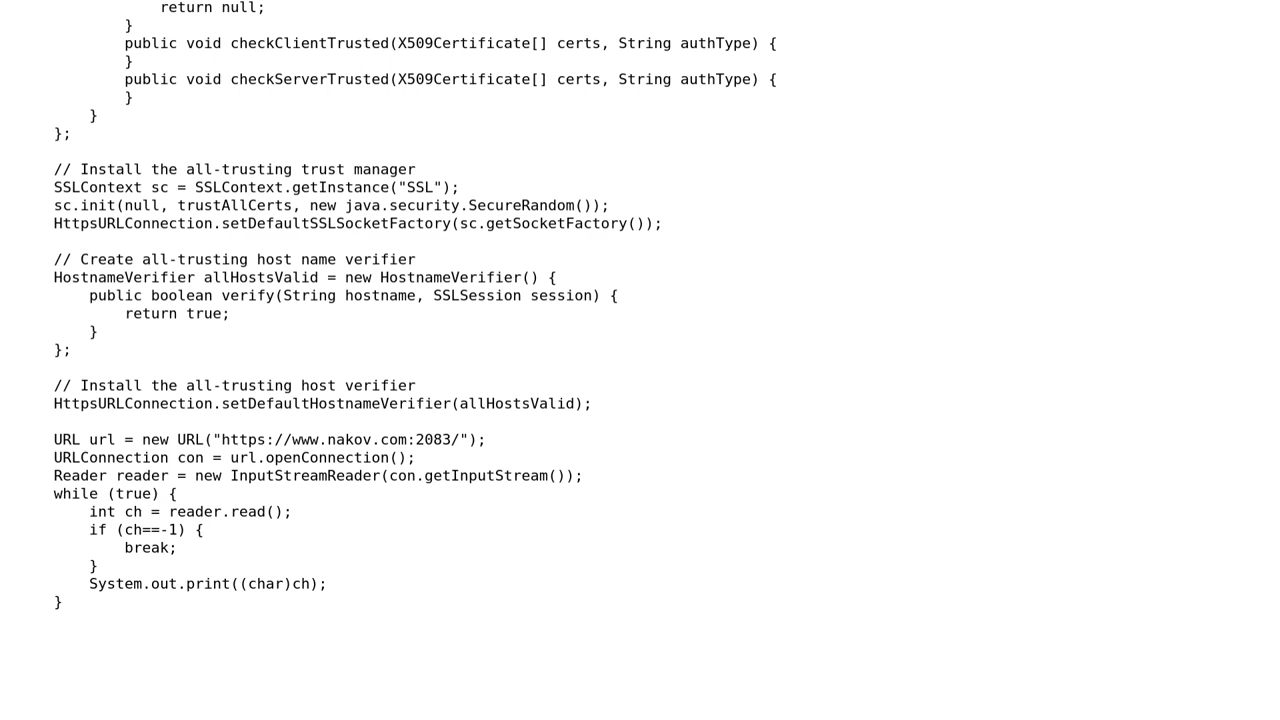 return null;
        }
        public void checkClientTrusted(X509Certificate[] certs, String authType) {
        }
        public void checkServerTrusted(X509Certificate[] certs, String authType) {
        }
    }
};

// Install the all-trusting trust manager
SSLContext sc = SSLContext.getInstance("SSL");
sc.init(null, trustAllCerts, new java.security.SecureRandom());
HttpsURLConnection.setDefaultSSLSocketFactory(sc.getSocketFactory());

// Create all-trusting host name verifier
HostnameVerifier allHostsValid = new HostnameVerifier() {
    public boolean verify(String hostname, SSLSession session) {
        return true;
    }
};

// Install the all-trusting host verifier
HttpsURLConnection.setDefaultHostnameVerifier(allHostsValid);

URL url = new URL("https://www.nakov.com:2083/");
URLConnection con = url.openConnection();
Reader reader = new InputStreamReader(con.getInputStream());
while (true) {
    int ch = reader.read();
    if (ch==-1) {
        break;
    }
    System.out.print((char)ch);
}